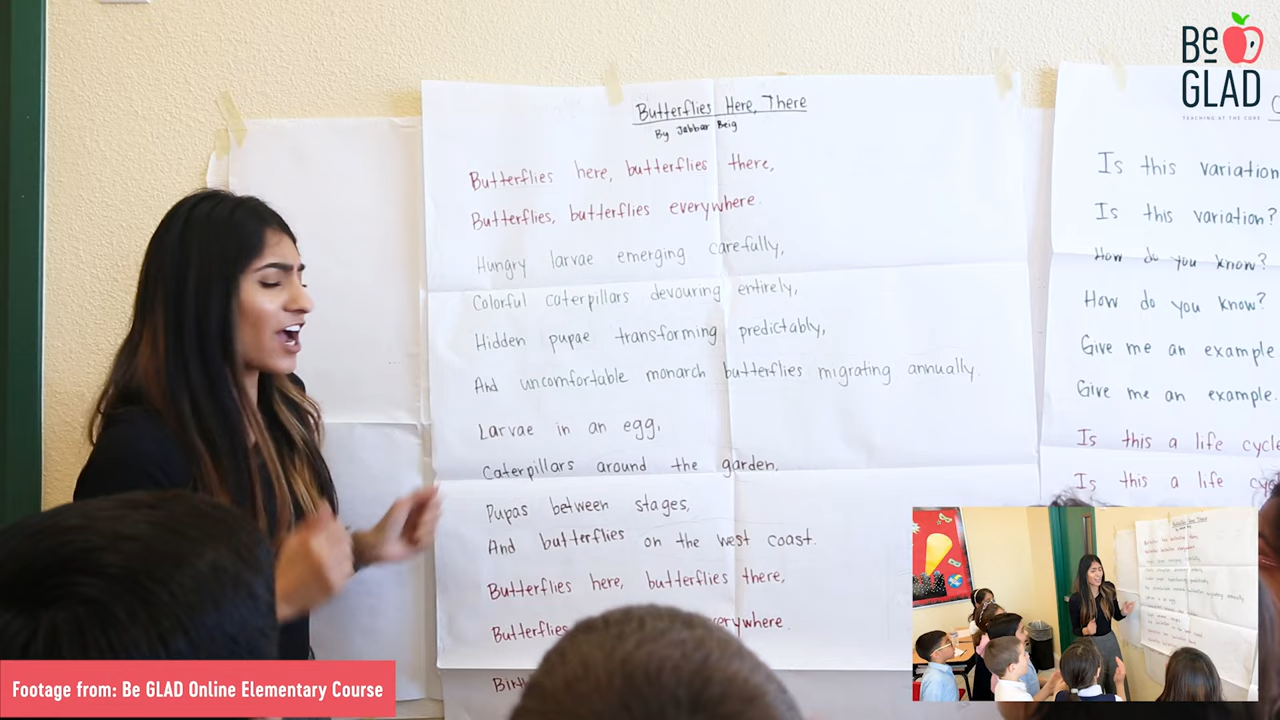 Butterflies Here, There
By Jabbar Beig
Butterflies here, butterflies there,
Butterflies, butterflies everywhere.
Hungry larvae emerging carefully,
Colorful caterpillars devouring entirely,
Hidden pupae transforming predictably,
And uncomfortable monarch butterflies migrating annually.
Larvae in an egg,
Caterpillars around the garden,
Pupas between stages,
And butterflies on the west coast.
Butterflies here, butterflies there,
Butterflies
Is this variation
Is this variation?
How do you know?
How do you know?
Give me an example
Give me an example.
Is this a life cycle
Is this a life
Be
GLAD
TEACHING AT THE CORE
Footage from: Be GLAD Online Elementary Course